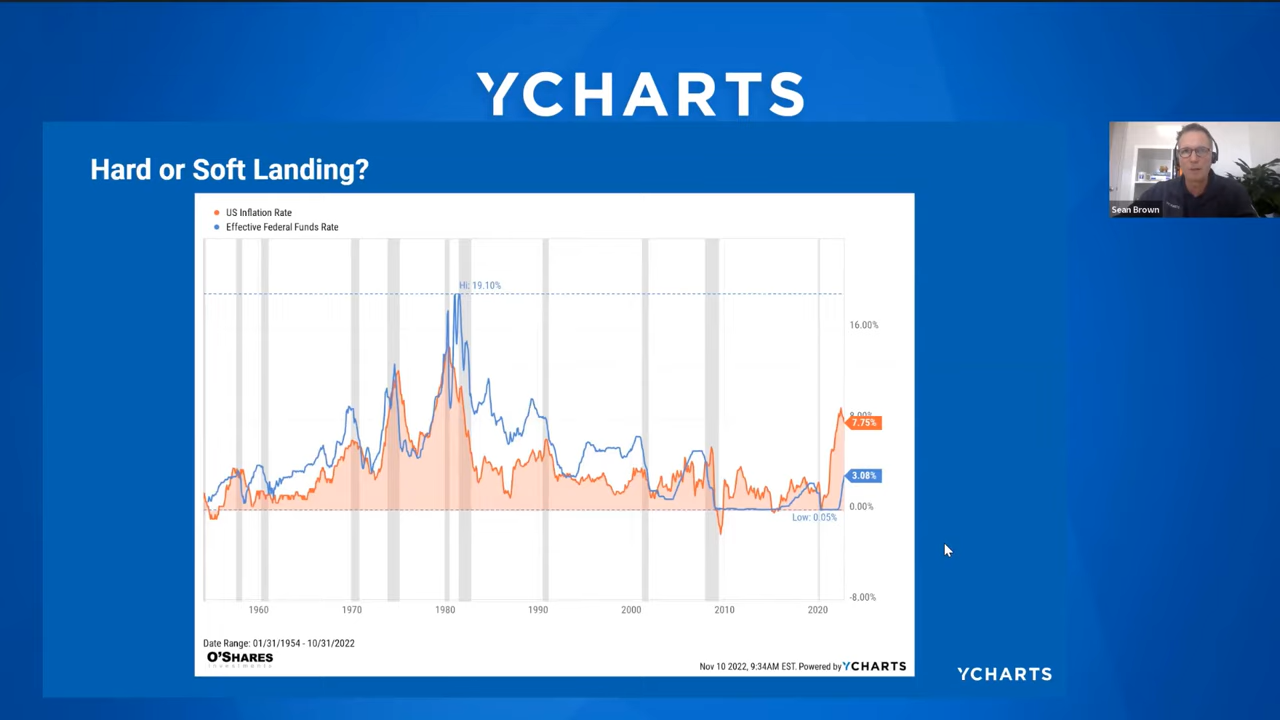 YCHARTS
Hard or Soft Landing?
Sean Brown
US Inflation Rate
Effective Federal Funds Rate
Hi: 19.10%
16.00%
8.00%
7.75%
3.08%
0.00%
Low: 0.05%
-8.00%
1960 1970 1980 1990 2000 2010 2020
Date Range: 01/31/1954 - 10/31/2022
O'SHARES
Nov 10 2022, 9:34AM EST. Powered by YCHARTS
YCHARTS